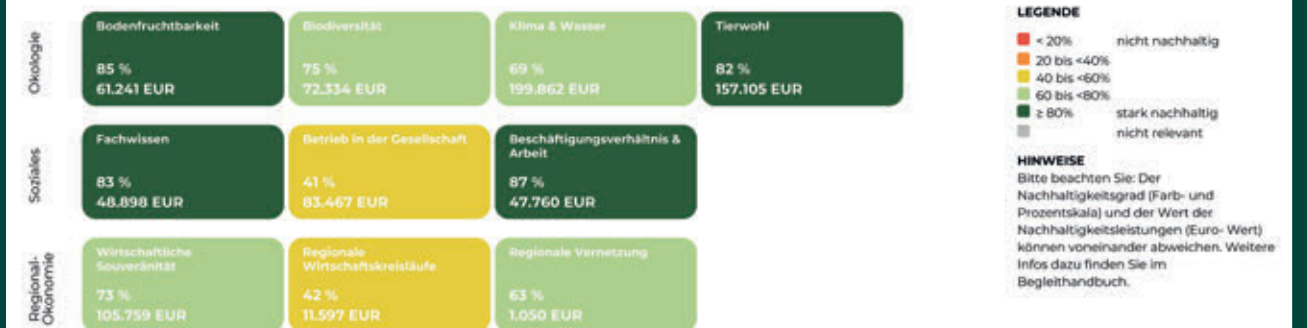 Ökologie
Bodenfruchtbarkeit
85 %
61.241 EUR
Biodiversität
75 %
72.334 EUR
Klima & Wasser
69 %
199.862 EUR
Tierwohl
82 %
157.105 EUR
Soziales
Fachwissen
83 %
48.898 EUR
Betrieb in der Gesellschaft
41 %
83.467 EUR
Beschäftigungsverhältnis &
Arbeit
87 %
47.760 EUR
Regional-
Ökonomie
Wirtschaftliche
Souveränität
73 %
105.759 EUR
Regionale
Wirtschaftskreisläufe
42 %
11.597 EUR
Regionale Vernetzung
63 %
1.050 EUR
LEGENDE
< 20% nicht nachhaltig
20 bis <40%
40 bis <60%
60 bis <80%
≥ 80% stark nachhaltig
nicht relevant
HINWEISE
Bitte beachten Sie: Der
Nachhaltigkeitsgrad (Farb- und
Prozentskala) und der Wert der
Nachhaltigkeitsleistungen (Euro- Wert)
können voneinander abweichen. Weitere
Infos dazu finden Sie im
Begleithandbuch.